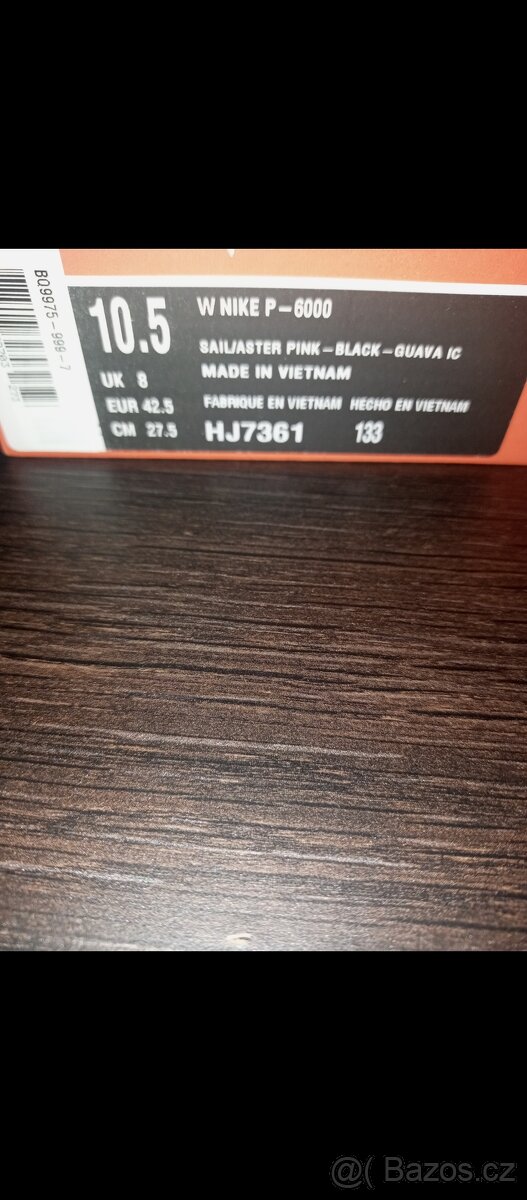 BQ9975-999-7
10.5
W NIKE P-6000
SAIL/ASTER PINK-BLACK-GUAVA IC
UK 8
MADE IN VIETNAM
EUR 42.5
FABRIQUE EN VIETNAM HECHO EN VIETNAM
CM 27.5
HJ7361 133
@( Bazoš.cz